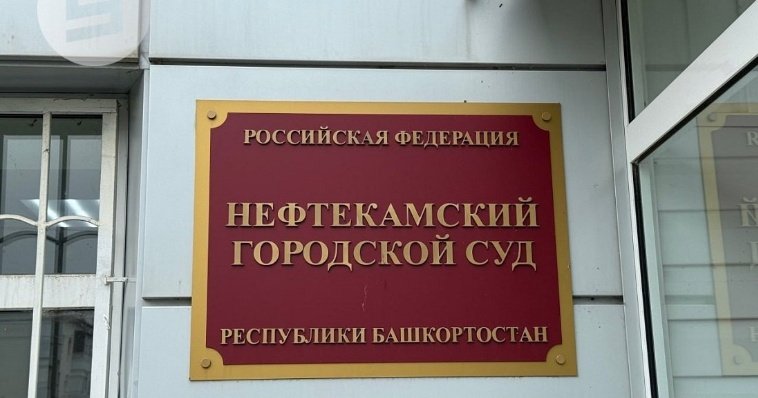 РОССИЙСКАЯ ФЕДЕРАЦИЯ
НЕФТЕКАМСКИЙ
ГОРОДСКОЙ СУД
РЕСПУБЛИКИ БАШКОРТОСТАН